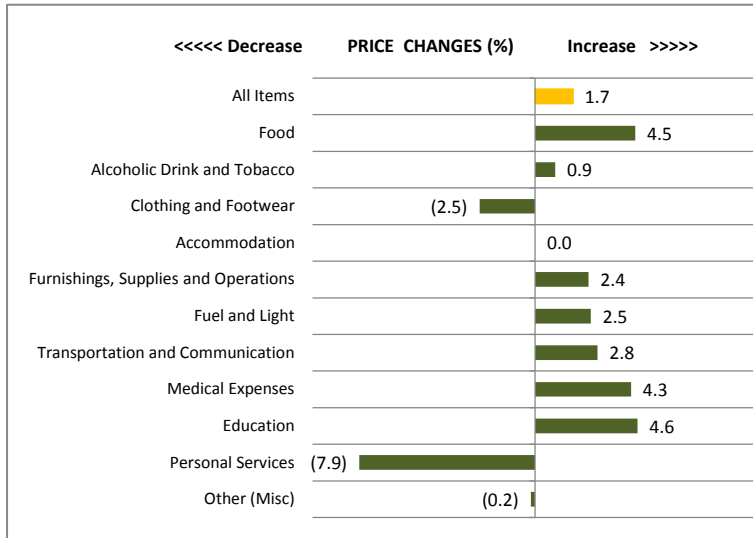 <<<<< Decrease PRICE CHANGES (%) Increase >>>>>
All Items 1.7
Food 4.5
Alcoholic Drink and Tobacco 0.9
Clothing and Footwear (2.5)
Accommodation 0.0
Furnishings, Supplies and Operations 2.4
Fuel and Light 2.5
Transportation and Communication 2.8
Medical Expenses 4.3
Education 4.6
Personal Services (7.9)
Other (Misc) (0.2)